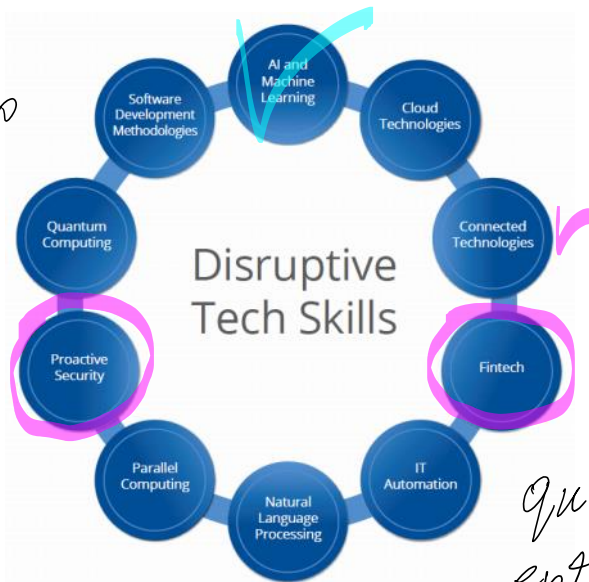 AI and
Machine
Learning
Cloud
Technologies
Connected
Technologies
Fintech
IT
Automation
Natural
Language
Processing
Parallel
Computing
Proactive
Security
Quantum
Computing
Software
Development
Methodologies
Disruptive
Tech Skills
qu